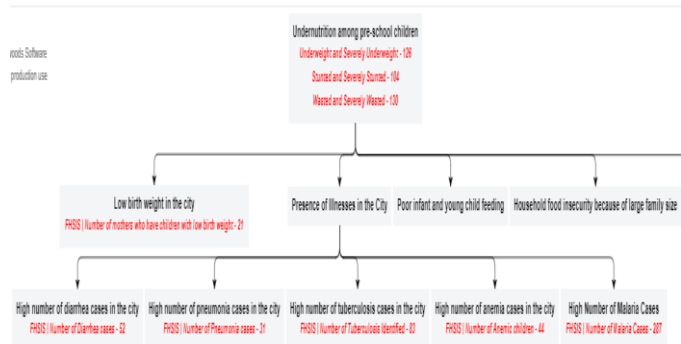 Undernutrition among pre-school children
Underweight and Severely Underweight - 126
Stunted and Severely Stunted - 104
Wasted and Severely Wasted - 130
woods Software
production use
Low birth weight in the city
FHSIS | Number of mothers who have children with low birth weight - 21
Presence of Illnesses in the City
Poor infant and young child feeding
Household food insecurity because of large family size
High number of diarrhea cases in the city
FHSIS | Number of Diarrhea cases - 52
High number of pneumonia cases in the city
FHSIS | Number of Pneumonia cases - 31
High number of tuberculosis cases in the city
FHSIS | Number of Tuberculosis Identified - 83
High number of anemia cases in the city
FHSIS | Number of Anemic children - 44
High Number of Malaria Cases
FHSIS | Number of Malaria Cases - 287